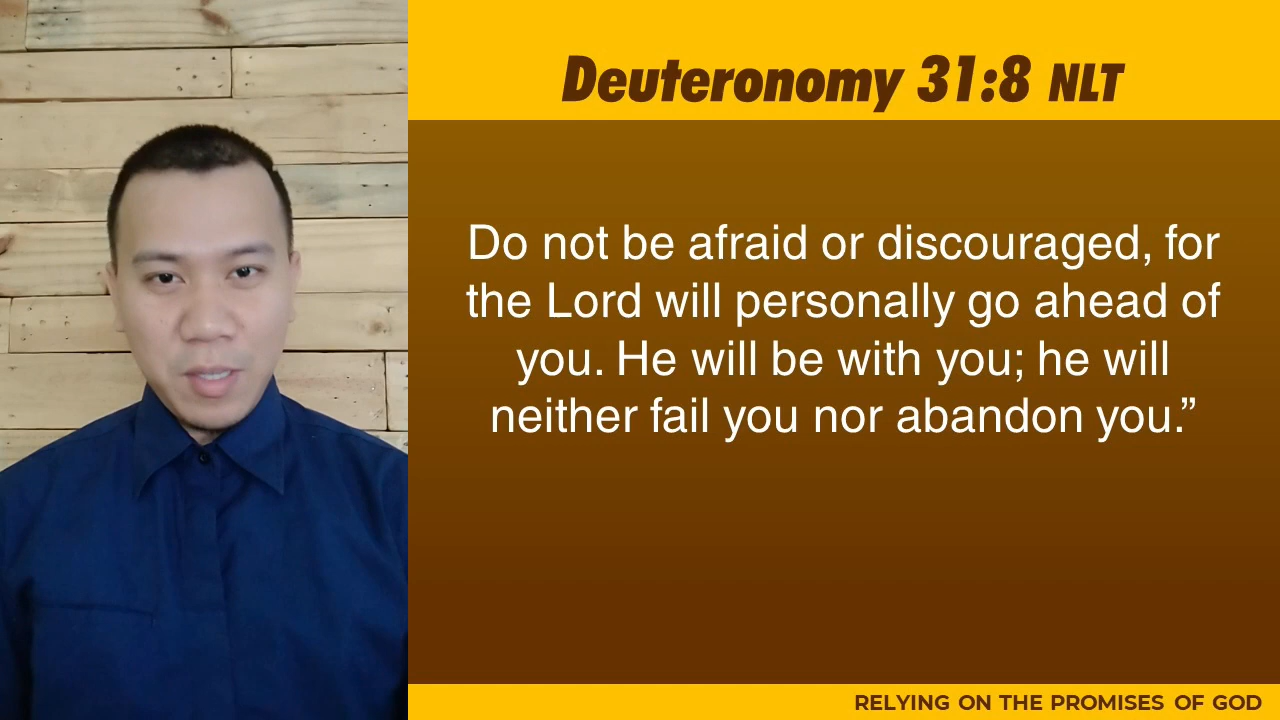 Deuteronomy 31:8 NLT
Do not be afraid or discouraged, for
the Lord will personally go ahead of
you. He will be with you; he will
neither fail you nor abandon you.”
RELYING ON THE PROMISES OF GOD